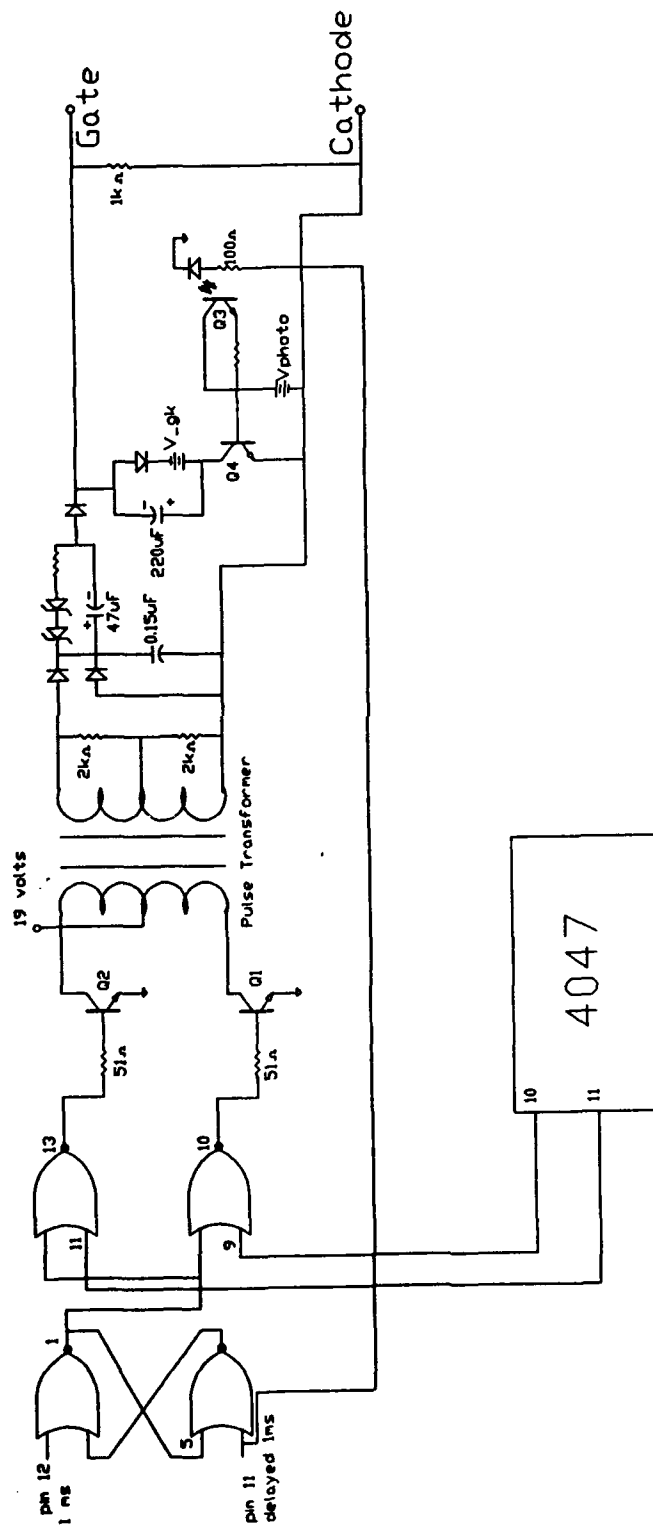 pin 12
1 ms
pin 11
delayed 1ms
1
5
13
11
10
9
51Ω
51Ω
Q2
Q1
19 volts
Pulse Transformer
2kΩ
2kΩ
+
-
47uF
0.15uF
220uF
-
+
V_gk
Q4
Q3
Vphoto
100Ω
1kΩ
Gate
Cathode
4047
10
11